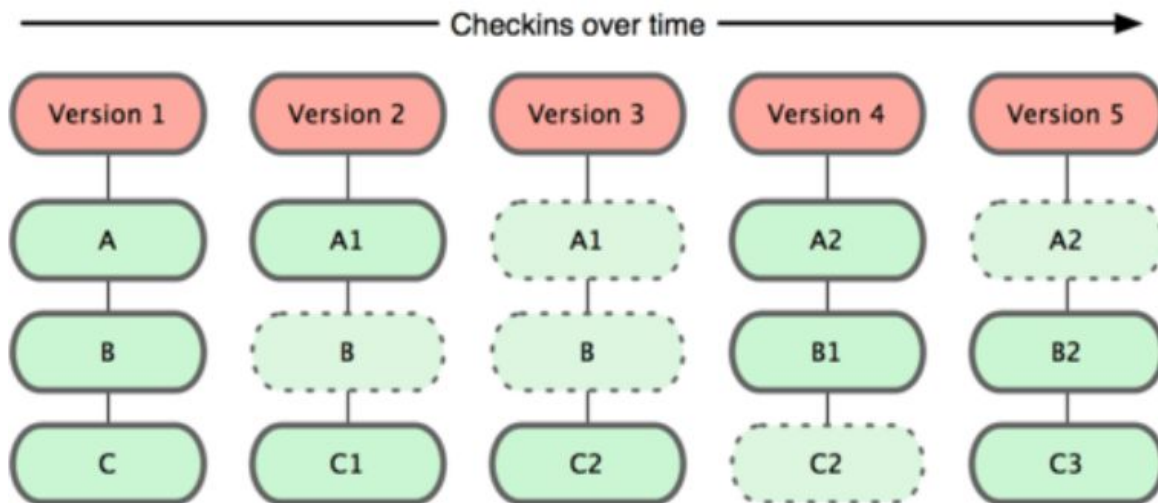 Checkins over time
Version 1 Version 2 Version 3 Version 4 Version 5
A A1 A1 A2 A2
B B B B1 B2
C C1 C2 C2 C3